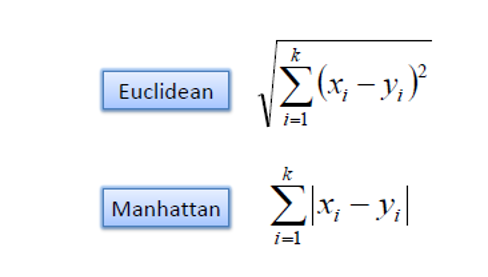 Euclidean
√∑_{i=1}^{k} (x_i − y_i)²
Manhattan
∑_{i=1}^{k} |x_i − y_i|